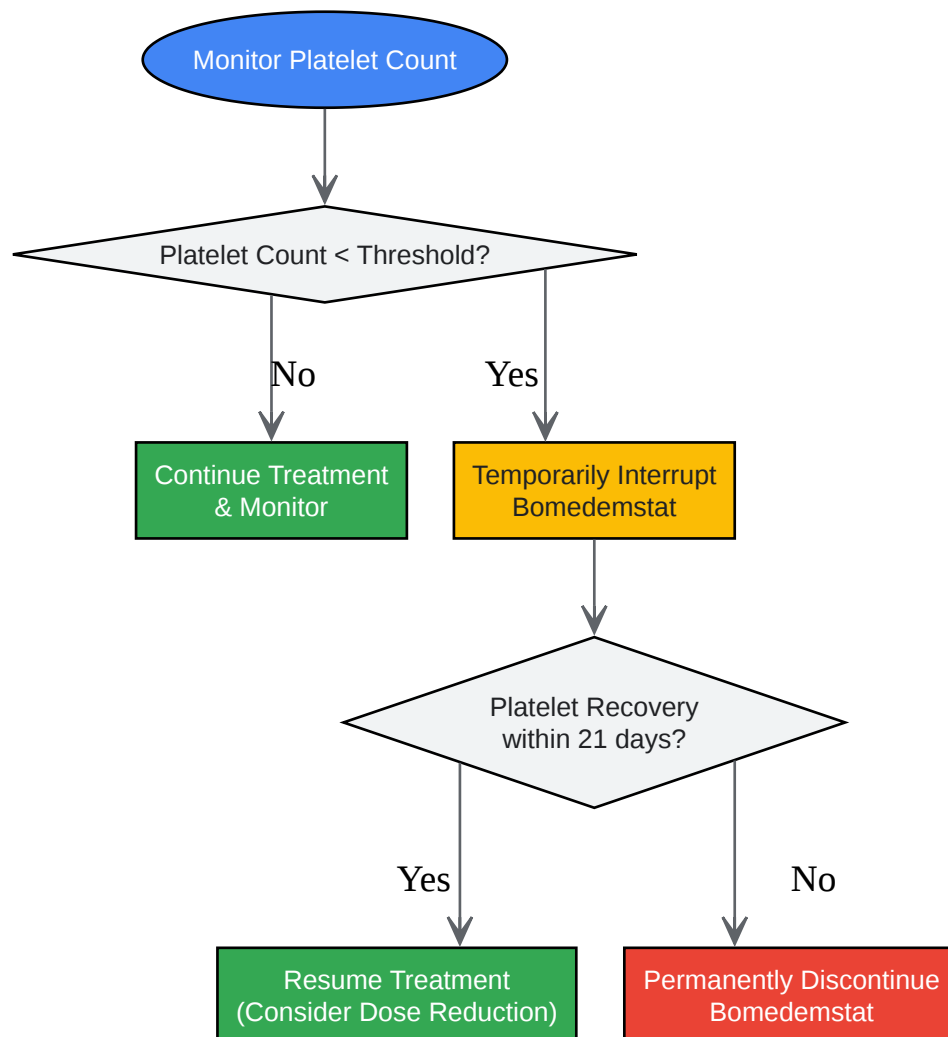 Monitor Platelet Count
Platelet Count < Threshold?
No
Yes
Continue Treatment
& Monitor
Temporarily Interrupt
Bomedemstat
Platelet Recovery
within 21 days?
Yes
No
Resume Treatment
(Consider Dose Reduction)
Permanently Discontinue
Bomedemstat